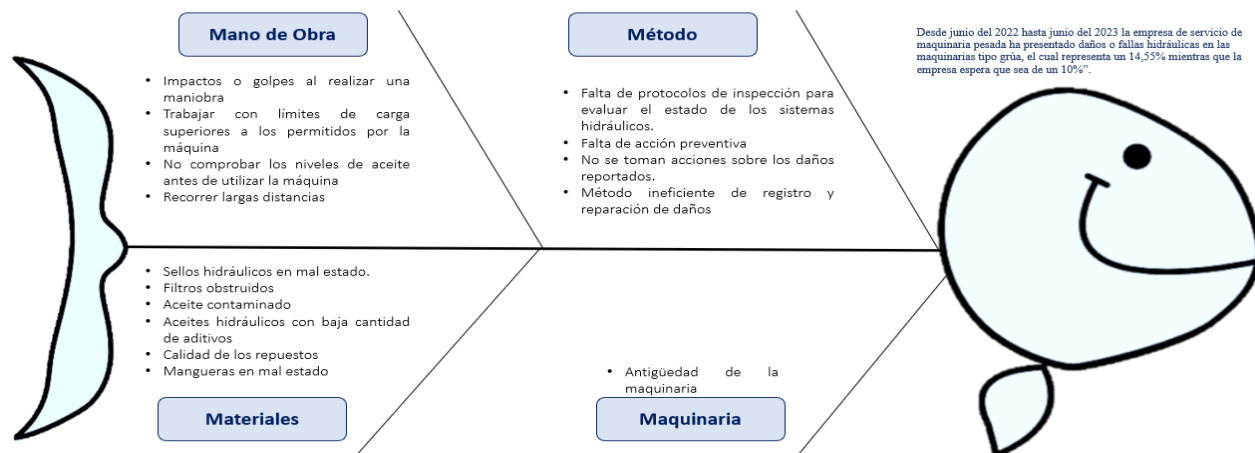 Mano de Obra
• Impactos o golpes al realizar una
maniobra
• Trabajar con límites de carga
superiores a los permitidos por la
máquina
• No comprobar los niveles de aceite
antes de utilizar la máquina
• Recorrer largas distancias
Método
• Falta de protocolos de inspección para
evaluar el estado de los sistemas
hidráulicos.
• Falta de acción preventiva
• No se toman acciones sobre los daños
reportados.
• Método ineficiente de registro y
reparación de daños
Desde junio del 2022 hasta junio del 2023 la empresa de servicio de
maquinaria pesada ha presentado daños o fallas hidráulicas en las
maquinarias tipo grúa, el cual representa un 14,55% mientras que la
empresa espera que sea de un 10%”.
• Sellos hidráulicos en mal estado.
• Filtros obstruidos
• Aceite contaminado
• Aceites hidráulicos con baja cantidad
de aditivos
• Calidad de los repuestos
• Mangueras en mal estado
Materiales
• Antigüedad de la
maquinaria
Maquinaria